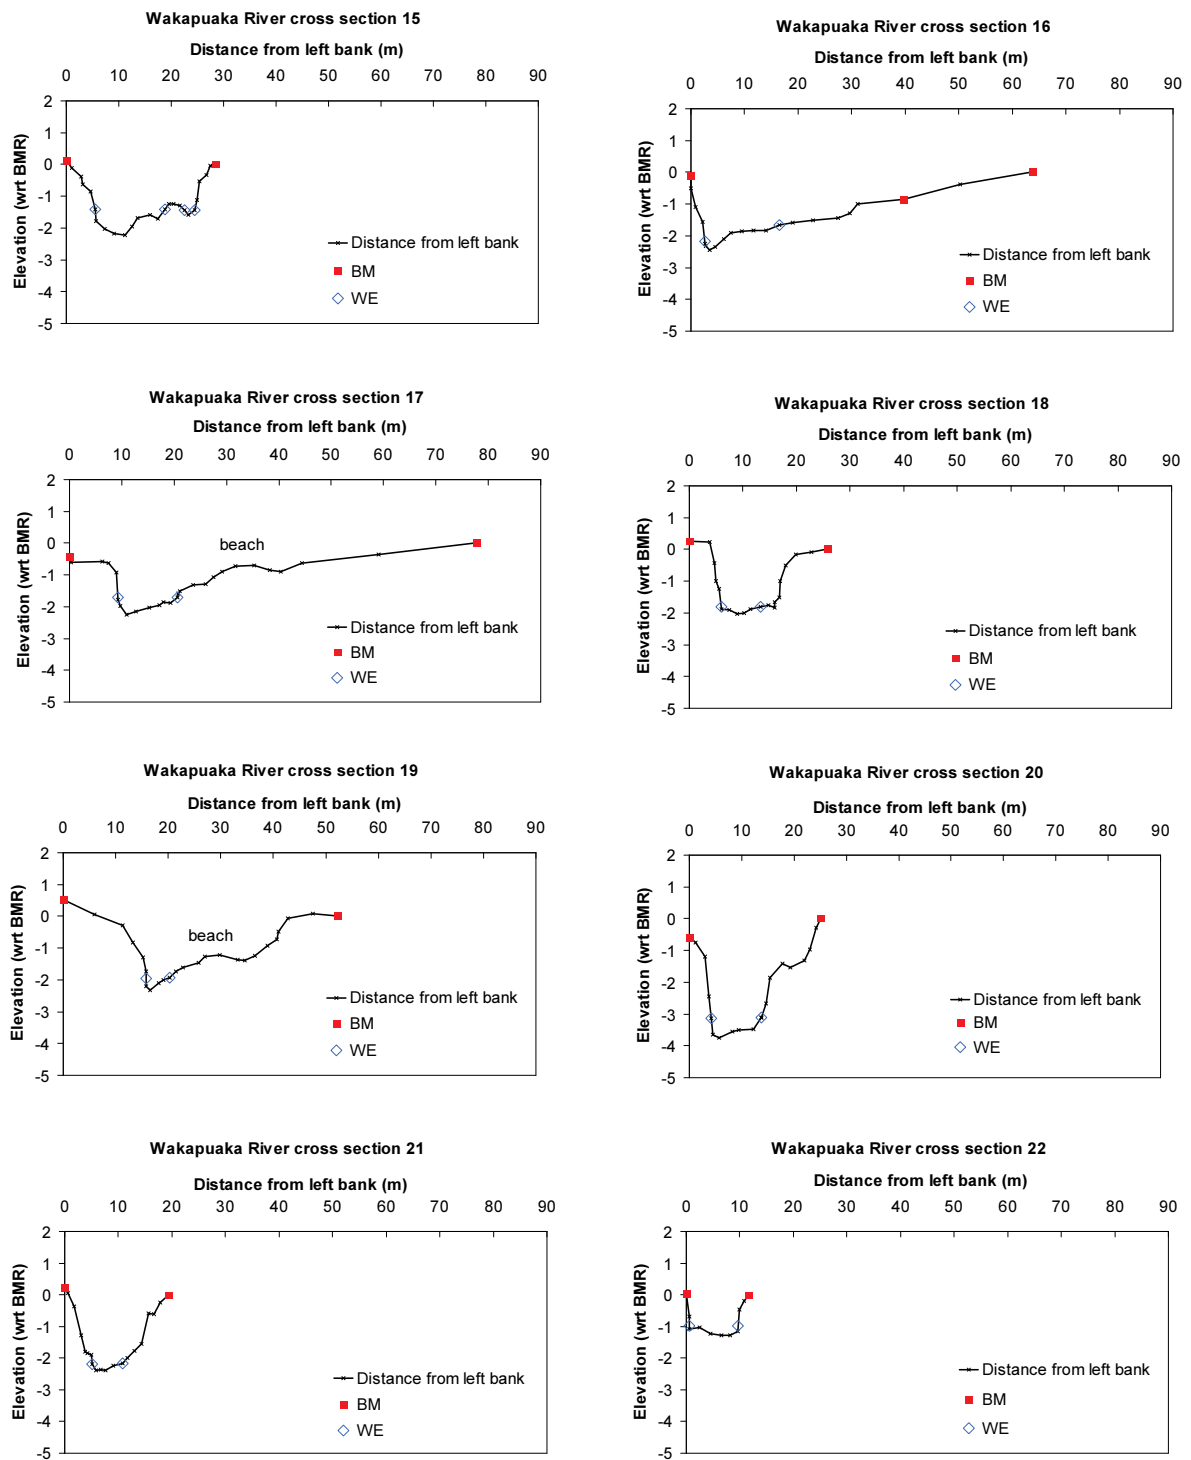 Wakapuaka River cross section 15
Distance from left bank (m)
0 10 20 30 40 50 60 70 80 90
2
1
0
-1
-2
-3
-4
-5
Elevation (wrt BMR)
Distance from left bank
BM
WE
Wakapuaka River cross section 16
Distance from left bank (m)
0 10 20 30 40 50 60 70 80 90
2
1
0
-1
-2
-3
-4
-5
Elevation (wrt BMR)
Distance from left bank
BM
WE
Wakapuaka River cross section 17
Distance from left bank (m)
0 10 20 30 40 50 60 70 80 90
2
1
0
-1
-2
-3
-4
-5
Elevation (wrt BMR)
beach
Distance from left bank
BM
WE
Wakapuaka River cross section 18
Distance from left bank (m)
0 10 20 30 40 50 60 70 80 90
2
1
0
-1
-2
-3
-4
-5
Elevation (wrt BMR)
Distance from left bank
BM
WE
Wakapuaka River cross section 19
Distance from left bank (m)
0 10 20 30 40 50 60 70 80 90
2
1
0
-1
-2
-3
-4
-5
Elevation (wrt BMR)
beach
Distance from left bank
BM
WE
Wakapuaka River cross section 20
Distance from left bank (m)
0 10 20 30 40 50 60 70 80 90
2
1
0
-1
-2
-3
-4
-5
Elevation (wrt BMR)
Distance from left bank
BM
WE
Wakapuaka River cross section 21
Distance from left bank (m)
0 10 20 30 40 50 60 70 80 90
2
1
0
-1
-2
-3
-4
-5
Elevation (wrt BMR)
Distance from left bank
BM
WE
Wakapuaka River cross section 22
Distance from left bank (m)
0 10 20 30 40 50 60 70 80 90
2
1
0
-1
-2
-3
-4
-5
Elevation (wrt BMR)
Distance from left bank
BM
WE